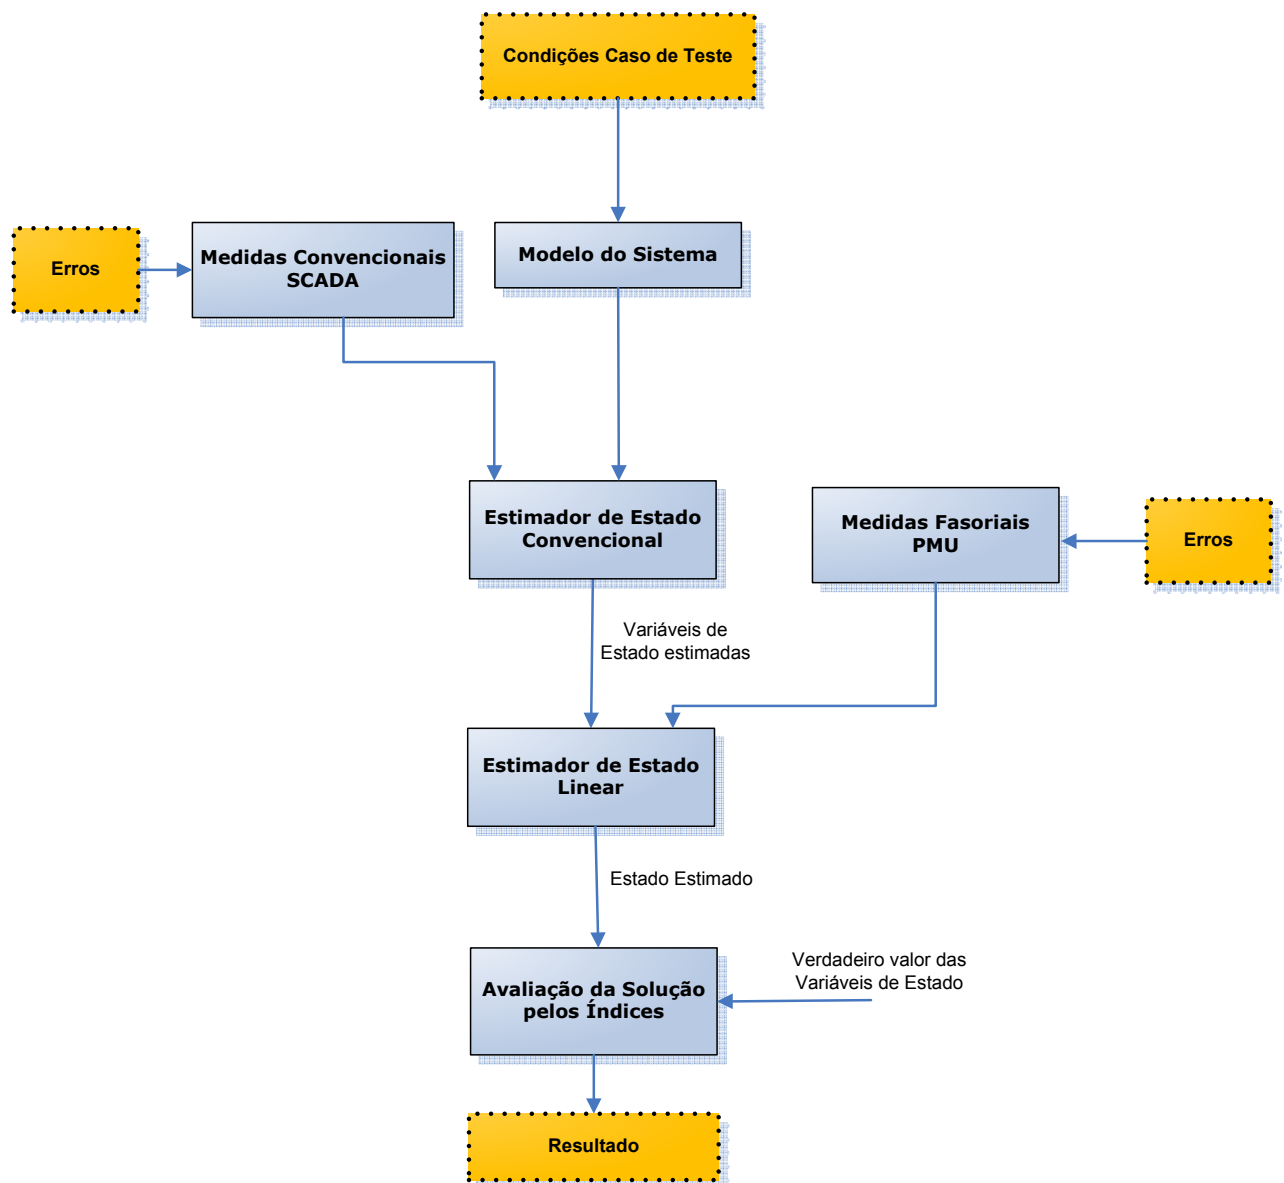 Condições Caso de Teste
Erros
Medidas Convencionais
SCADA
Modelo do Sistema
Estimador de Estado
Convencional
Medidas Fasoriais
PMU
Erros
Variáveis de
Estado estimadas
Estimador de Estado
Linear
Estado Estimado
Verdadeiro valor das
Variáveis de Estado
Avaliação da Solução
pelos Índices
Resultado